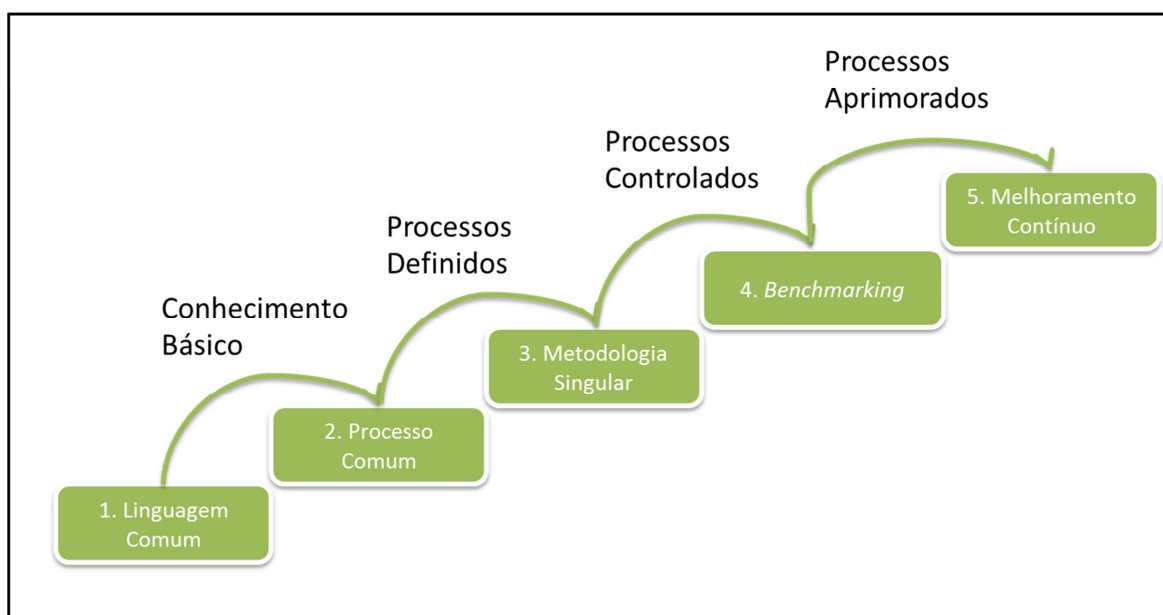 Processos
Aprimorados
Processos
Controlados
5. Melhoramento
Contínuo
Processos
Definidos
4. Benchmarking
Conhecimento
Básico
3. Metodologia
Singular
2. Processo
Comum
1. Linguagem
Comum